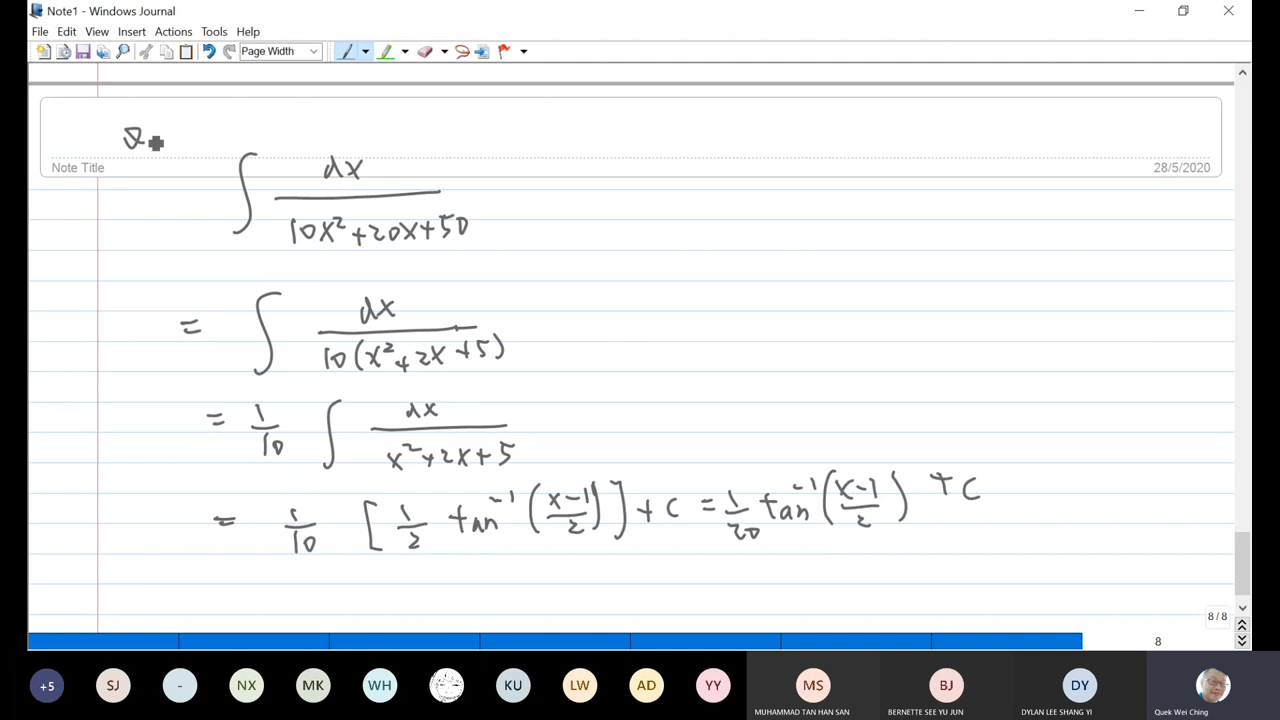 Note1 - Windows Journal
File Edit View Insert Actions Tools Help
Page Width
Note Title
28/5/2020
∫ dx / (10x² + 20x + 50)
= ∫ dx / 10(x² + 2x + 5)
= 1/10 ∫ dx / (x² + 2x + 5)
= 1/10 [ 1/2 tan⁻¹ ( (x-1)/2 ) ] + C = 1/20 tan⁻¹ ( (x-1)/2 ) + C
8 / 8
8
+5 SJ - NX MK WH KU LW AD YY MS BJ DY
MUHAMMAD TAN HAN SAN BERNETTE SEE YU JUN DYLAN LEE SHANG YI Quek Wei Ching